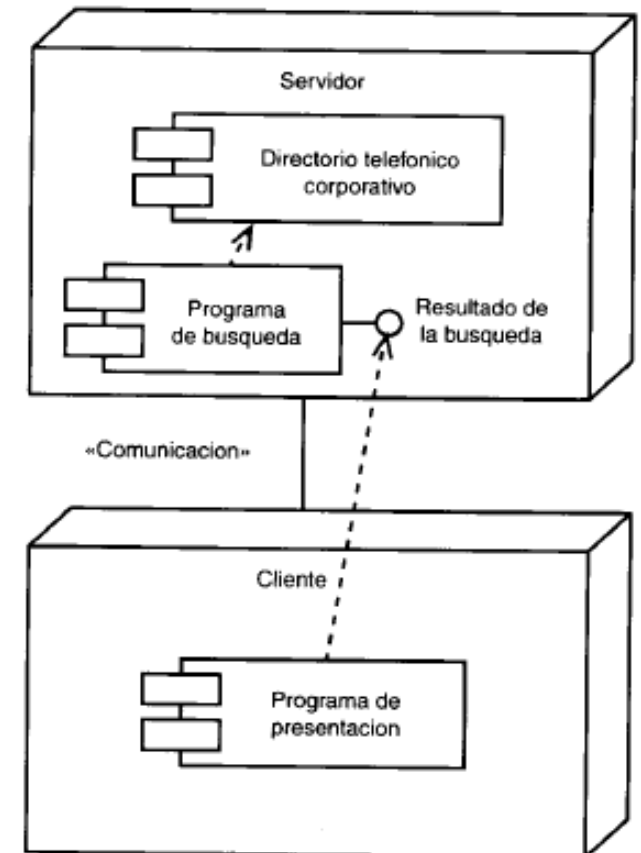 Servidor
Directorio telefonico
corporativo
Programa
de busqueda
Resultado de
la busqueda
«Comunicacion»
Cliente
Programa de
presentacion